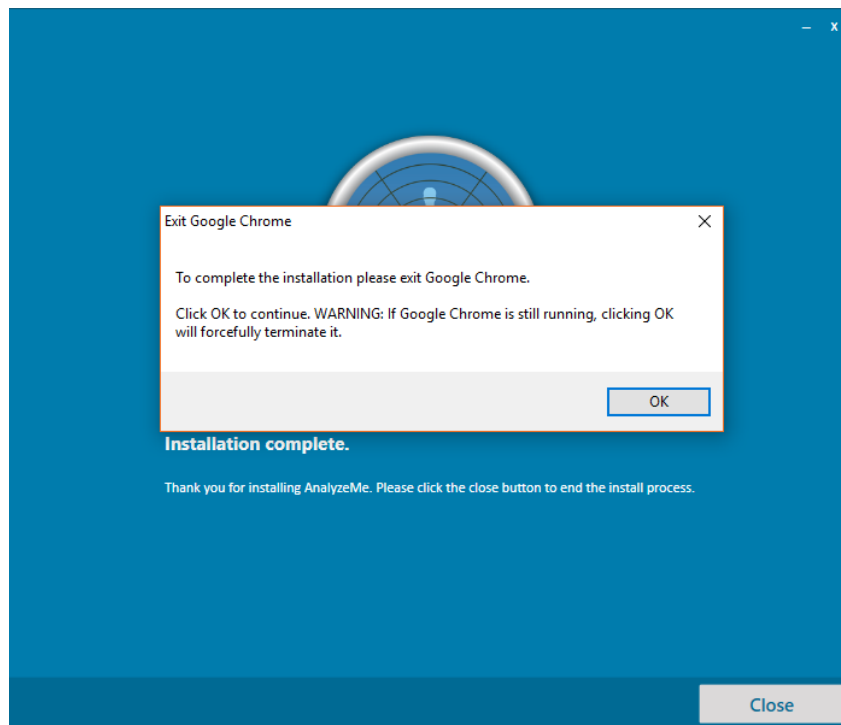 – x
Exit Google Chrome
To complete the installation please exit Google Chrome.
Click OK to continue. WARNING: If Google Chrome is still running, clicking OK
will forcefully terminate it.
OK
Installation complete.
Thank you for installing AnalyzeMe. Please click the close button to end the install process.
Close